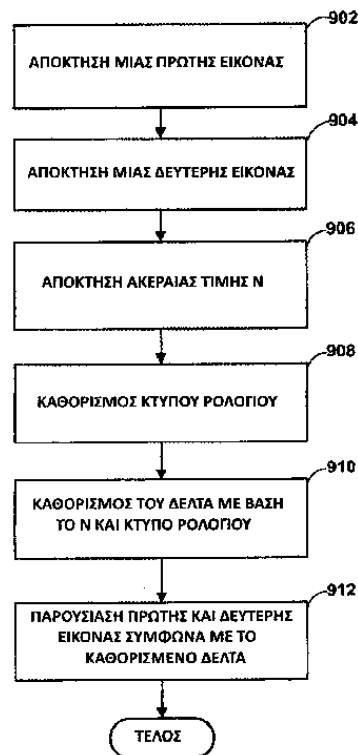 902
ΑΠΟΚΤΗΣΗ ΜΙΑΣ ΠΡΩΤΗΣ ΕΙΚΟΝΑΣ
904
ΑΠΟΚΤΗΣΗ ΜΙΑΣ ΔΕΥΤΕΡΗΣ ΕΙΚΟΝΑΣ
906
ΑΠΟΚΤΗΣΗ ΑΚΕΡΑΙΑΣ ΤΙΜΗΣ Ν
908
ΚΑΘΟΡΙΣΜΟΣ ΚΤΥΠΟΥ ΡΟΛΟΓΙΟΥ
910
ΚΑΘΟΡΙΣΜΟΣ ΤΟΥ ΔΕΛΤΑ ΜΕ ΒΑΣΗ
ΤΟ Ν ΚΑΙ ΚΤΥΠΟ ΡΟΛΟΓΙΟΥ
912
ΠΑΡΟΥΣΙΑΣΗ ΠΡΩΤΗΣ ΚΑΙ ΔΕΥΤΕΡΗΣ
ΕΙΚΟΝΑΣ ΣΥΜΦΩΝΑ ΜΕ ΤΟ
ΚΑΘΟΡΙΣΜΕΝΟ ΔΕΛΤΑ
ΤΕΛΟΣ